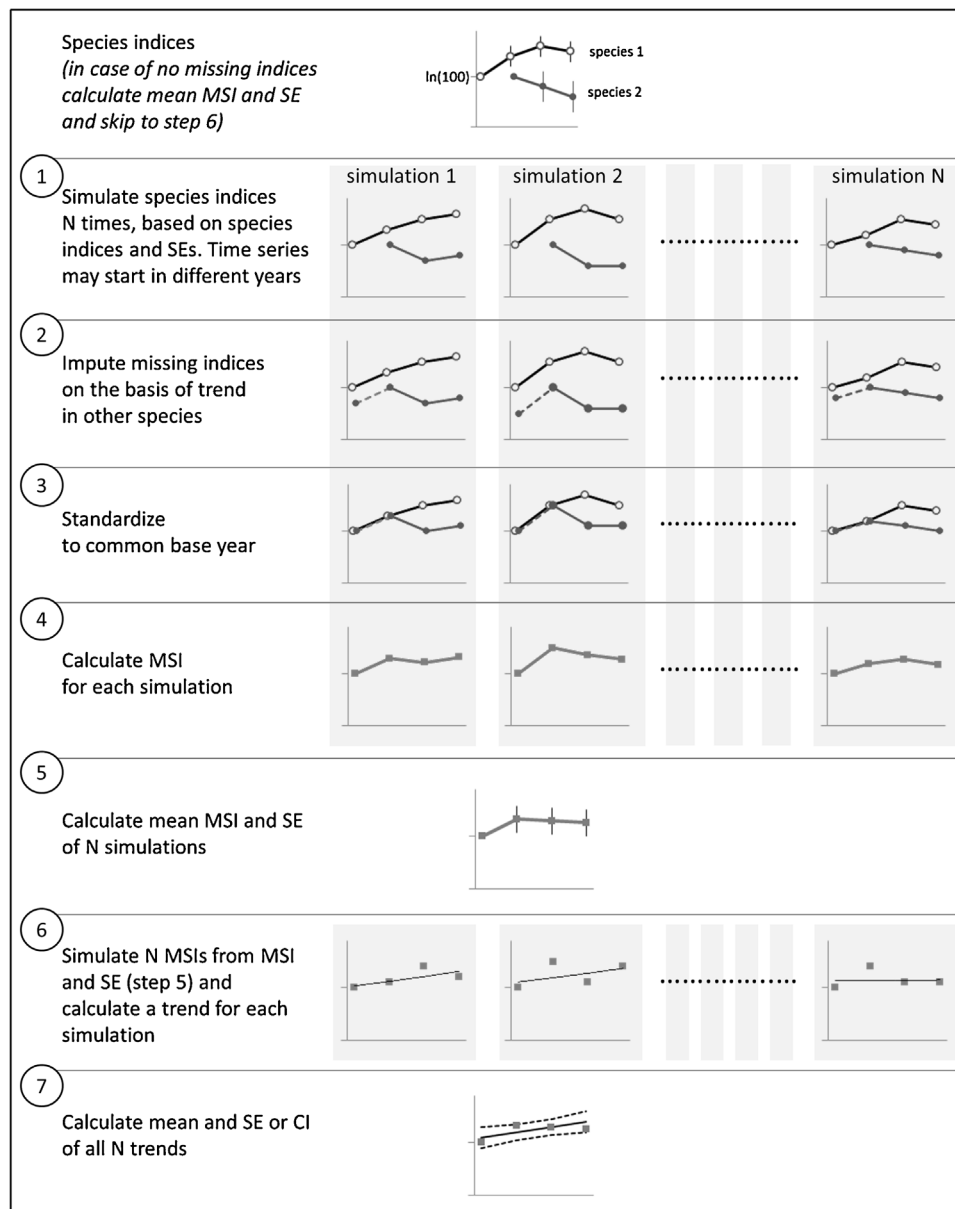 Species indices
(in case of no missing indices
calculate mean MSI and SE
and skip to step 6)
ln(100)
species 1
species 2
1
Simulate species indices
N times, based on species
indices and SEs. Time series
may start in different years
simulation 1
simulation 2
simulation N
2
Impute missing indices
on the basis of trend
in other species
3
Standardize
to common base year
4
Calculate MSI
for each simulation
5
Calculate mean MSI and SE
of N simulations
6
Simulate N MSIs from MSI
and SE (step 5) and
calculate a trend for each
simulation
7
Calculate mean and SE or CI
of all N trends